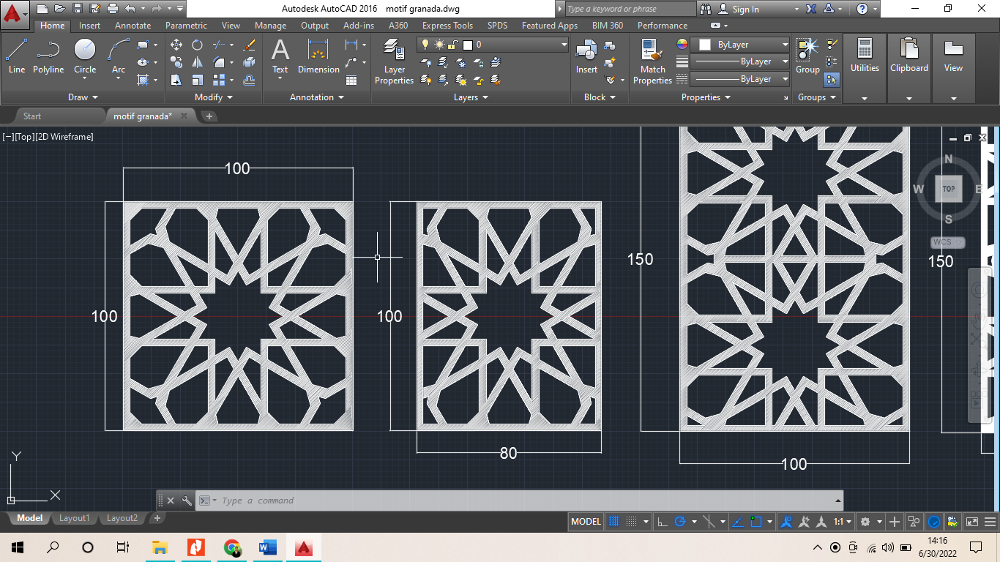 Autodesk AutoCAD 2016 motif granada.dwg
Type a keyword or phrase
Sign In
Home Insert Annotate Parametric View Manage Output Add-ins A360 Express Tools SPDS Featured Apps BIM 360 Performance
Line Polyline Circle Arc
Text Dimension
Layer Properties
0
Insert
Match Properties
ByLayer
ByLayer
ByLayer
Group
Utilities
Clipboard
View
Draw Modify Annotation Layers Block Properties Groups
Start motif granada*
[−][Top][2D Wireframe]
N
W TOP E
S
WCS
100
100
100
80
150
100
150
Y
X
Type a command
Model Layout1 Layout2
MODEL
1:1
14:16
6/30/2022